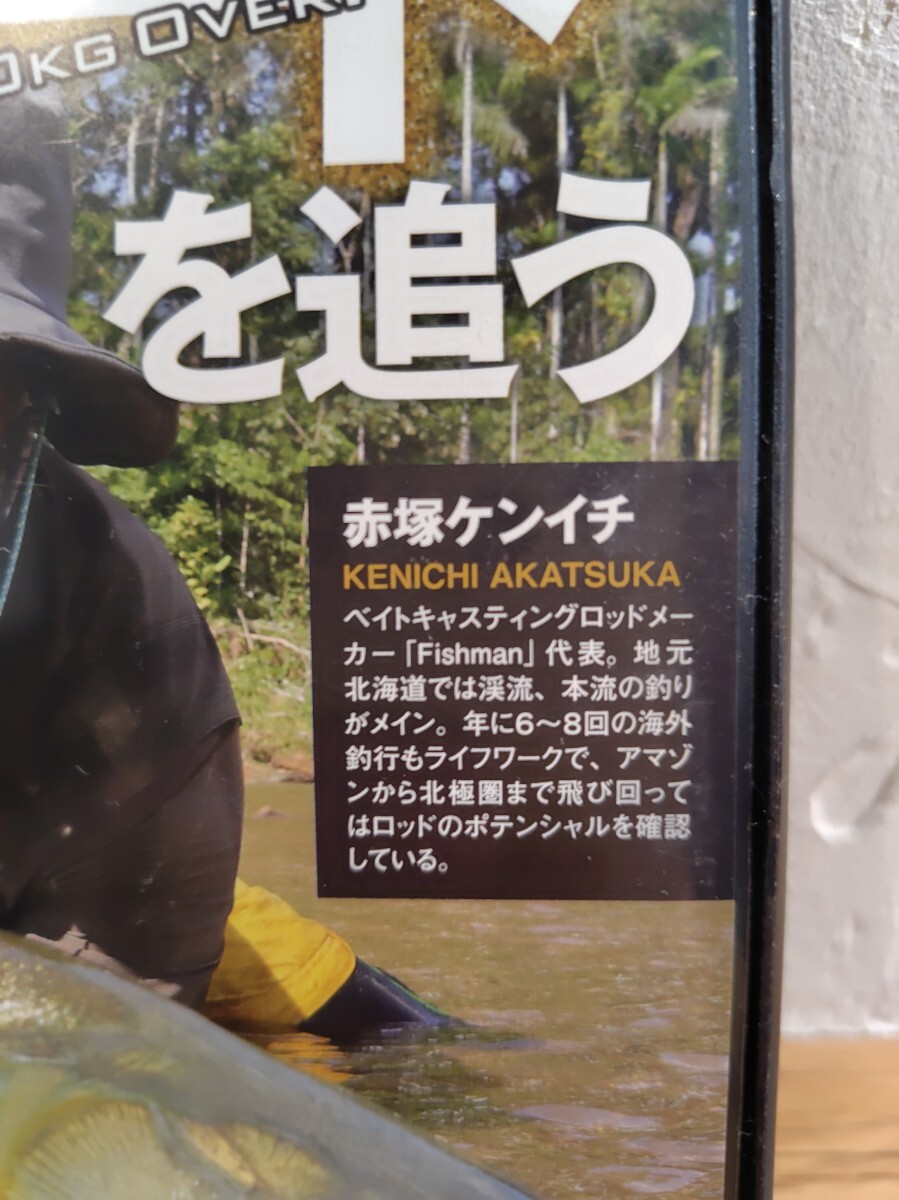 0KG OVER!
を追う
赤塚ケンイチ
KENICHI AKATSUKA
ベイトキャスティングロッドメー
カー「Fishman」代表。地元
北海道では渓流、本流の釣り
がメイン。年に6〜8回の海外
釣行もライフワークで、アマゾ
ンから北極圏まで飛び回って
はロッドのポテンシャルを確認
している。